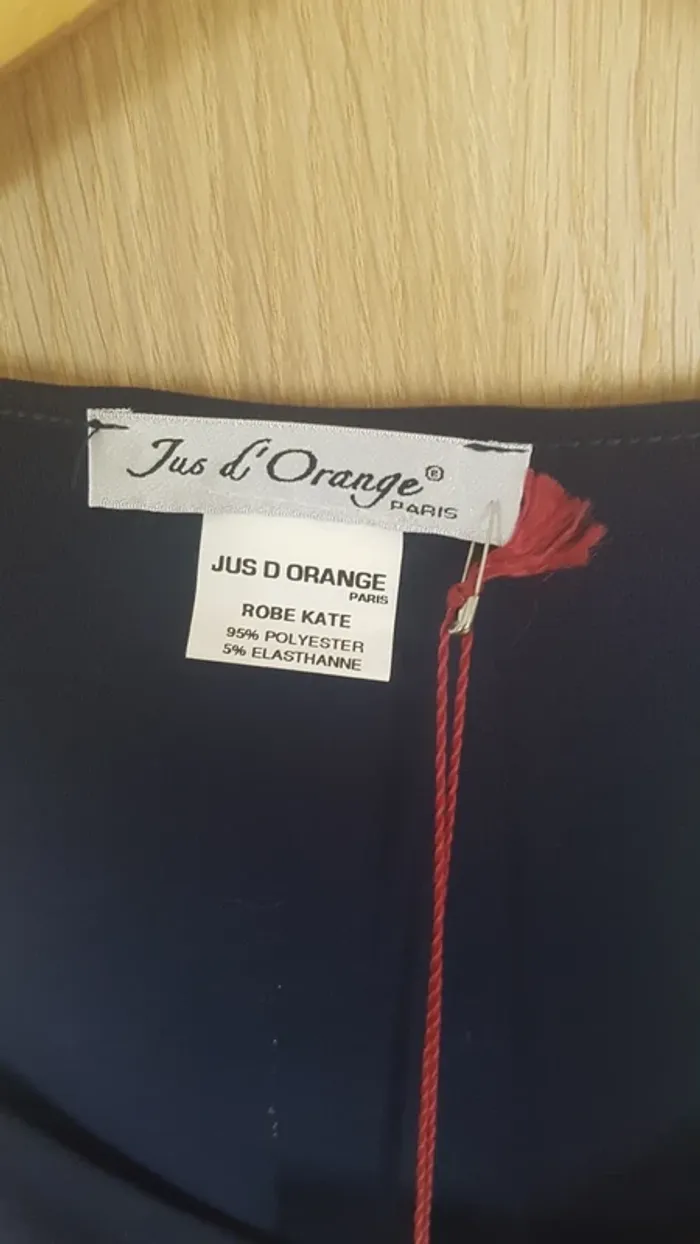 Jus d'Orange®
PARIS
JUS D ORANGE
PARIS
ROBE KATE
95% POLYESTER
5% ELASTHANNE